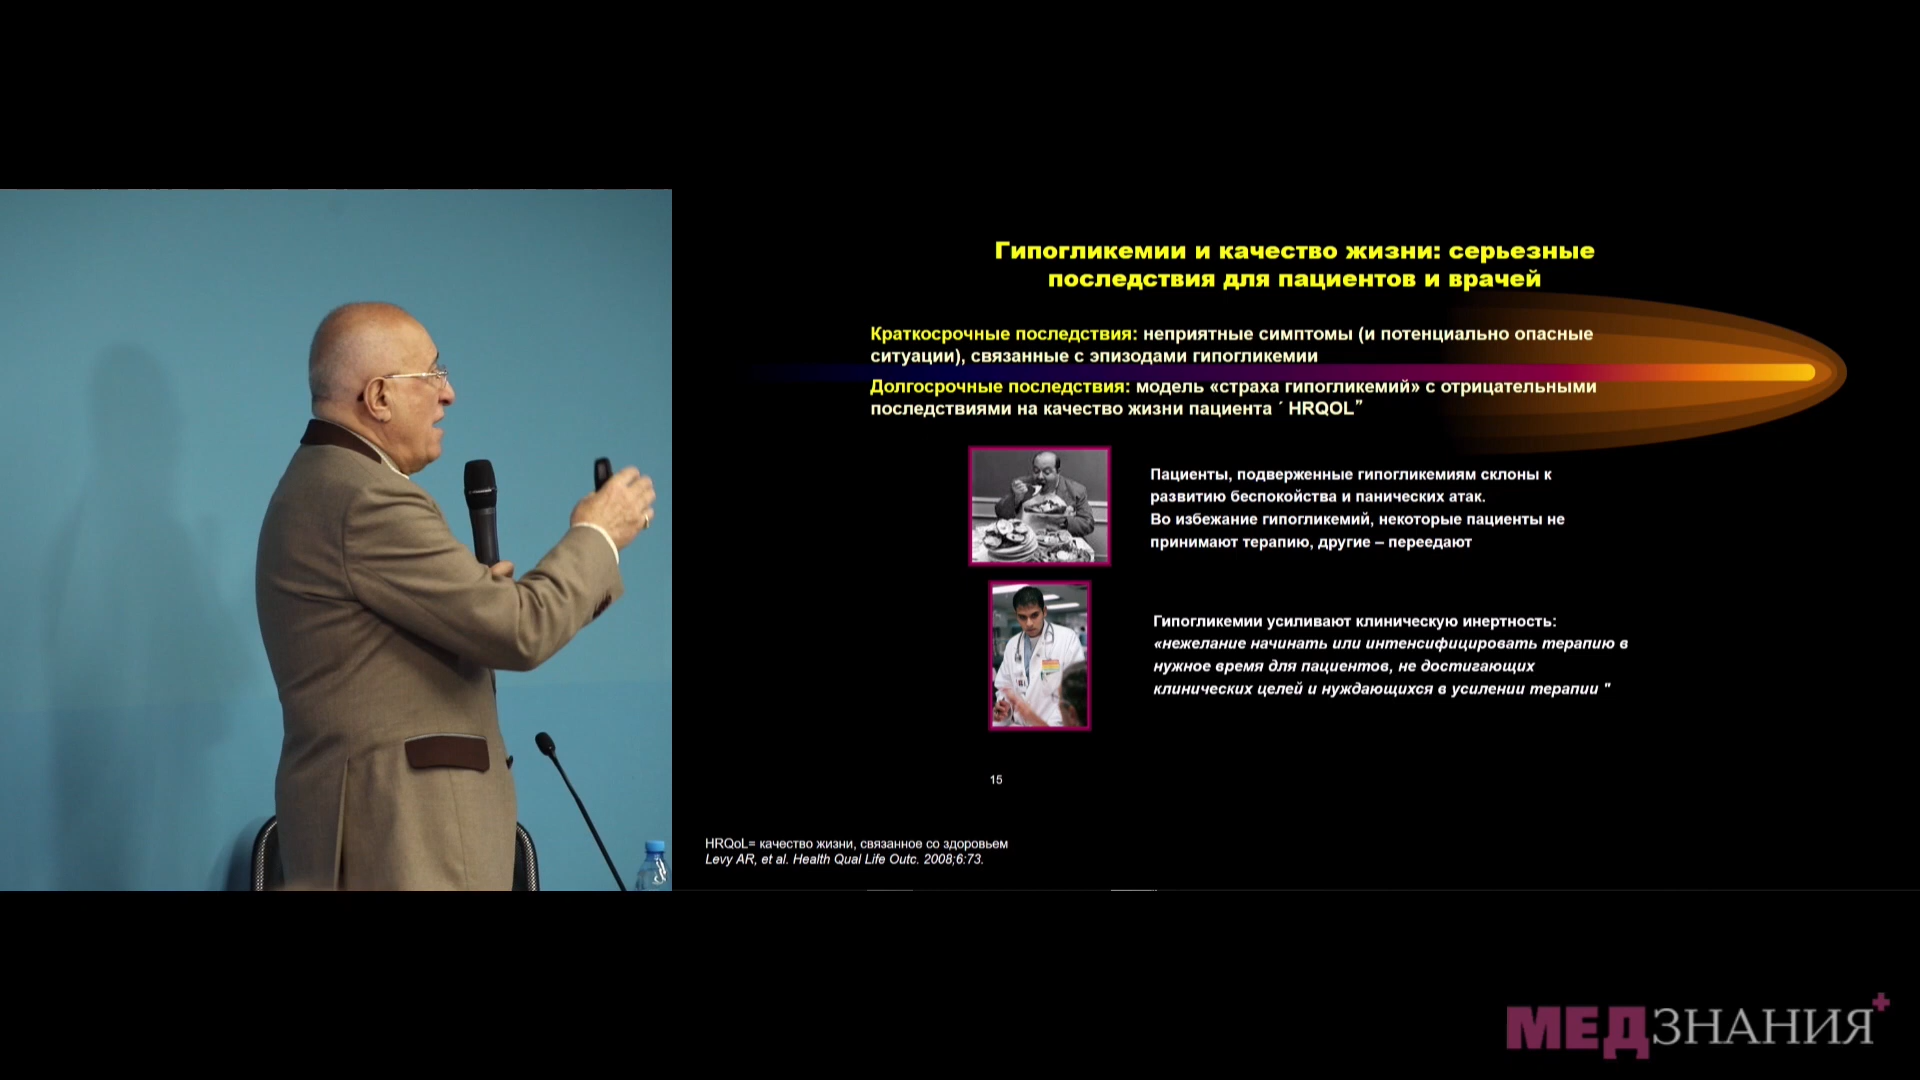 Гипогликемии и качество жизни: серьезные
последствия для пациентов и врачей
Краткосрочные последствия: неприятные симптомы (и потенциально опасные
ситуации), связанные с эпизодами гипогликемии
Долгосрочные последствия: модель «страха гипогликемий» с отрицательными
последствиями на качество жизни пациента ´ HRQOL”
Пациенты, подверженные гипогликемиям склоны к
развитию беспокойства и панических атак.
Во избежание гипогликемий, некоторые пациенты не
принимают терапию, другие – переедают
Гипогликемии усиливают клиническую инертность:
«нежелание начинать или интенсифицировать терапию в
нужное время для пациентов, не достигающих
клинических целей и нуждающихся в усилении терапии "
15
HRQoL= качество жизни, связанное со здоровьем
Levy AR, et al. Health Qual Life Outc. 2008;6:73.
МЕДЗНАНИЯ+